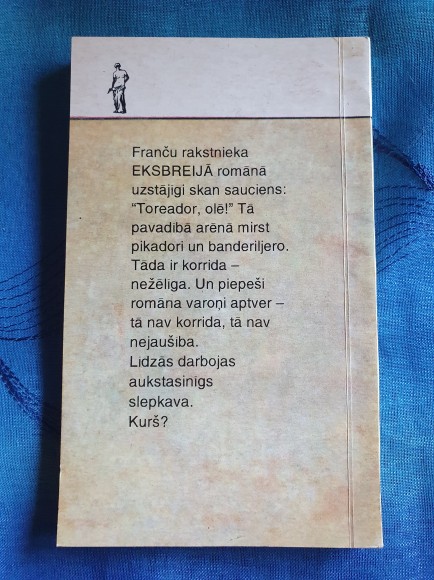 Franču rakstnieka
EKSBREIJĀ romānā
uzstājīgi skan sauciens:
“Toreador, olē!” Tā
pavadībā arēnā mirst
pikadori un banderiljero.
Tāda ir korrida –
nežēlīga. Un piepeši
romāna varoņi aptver –
tā nav korrida, tā nav
nejaušība.
Līdzās darbojas
aukstasinīgs
slepkava.
Kurš?